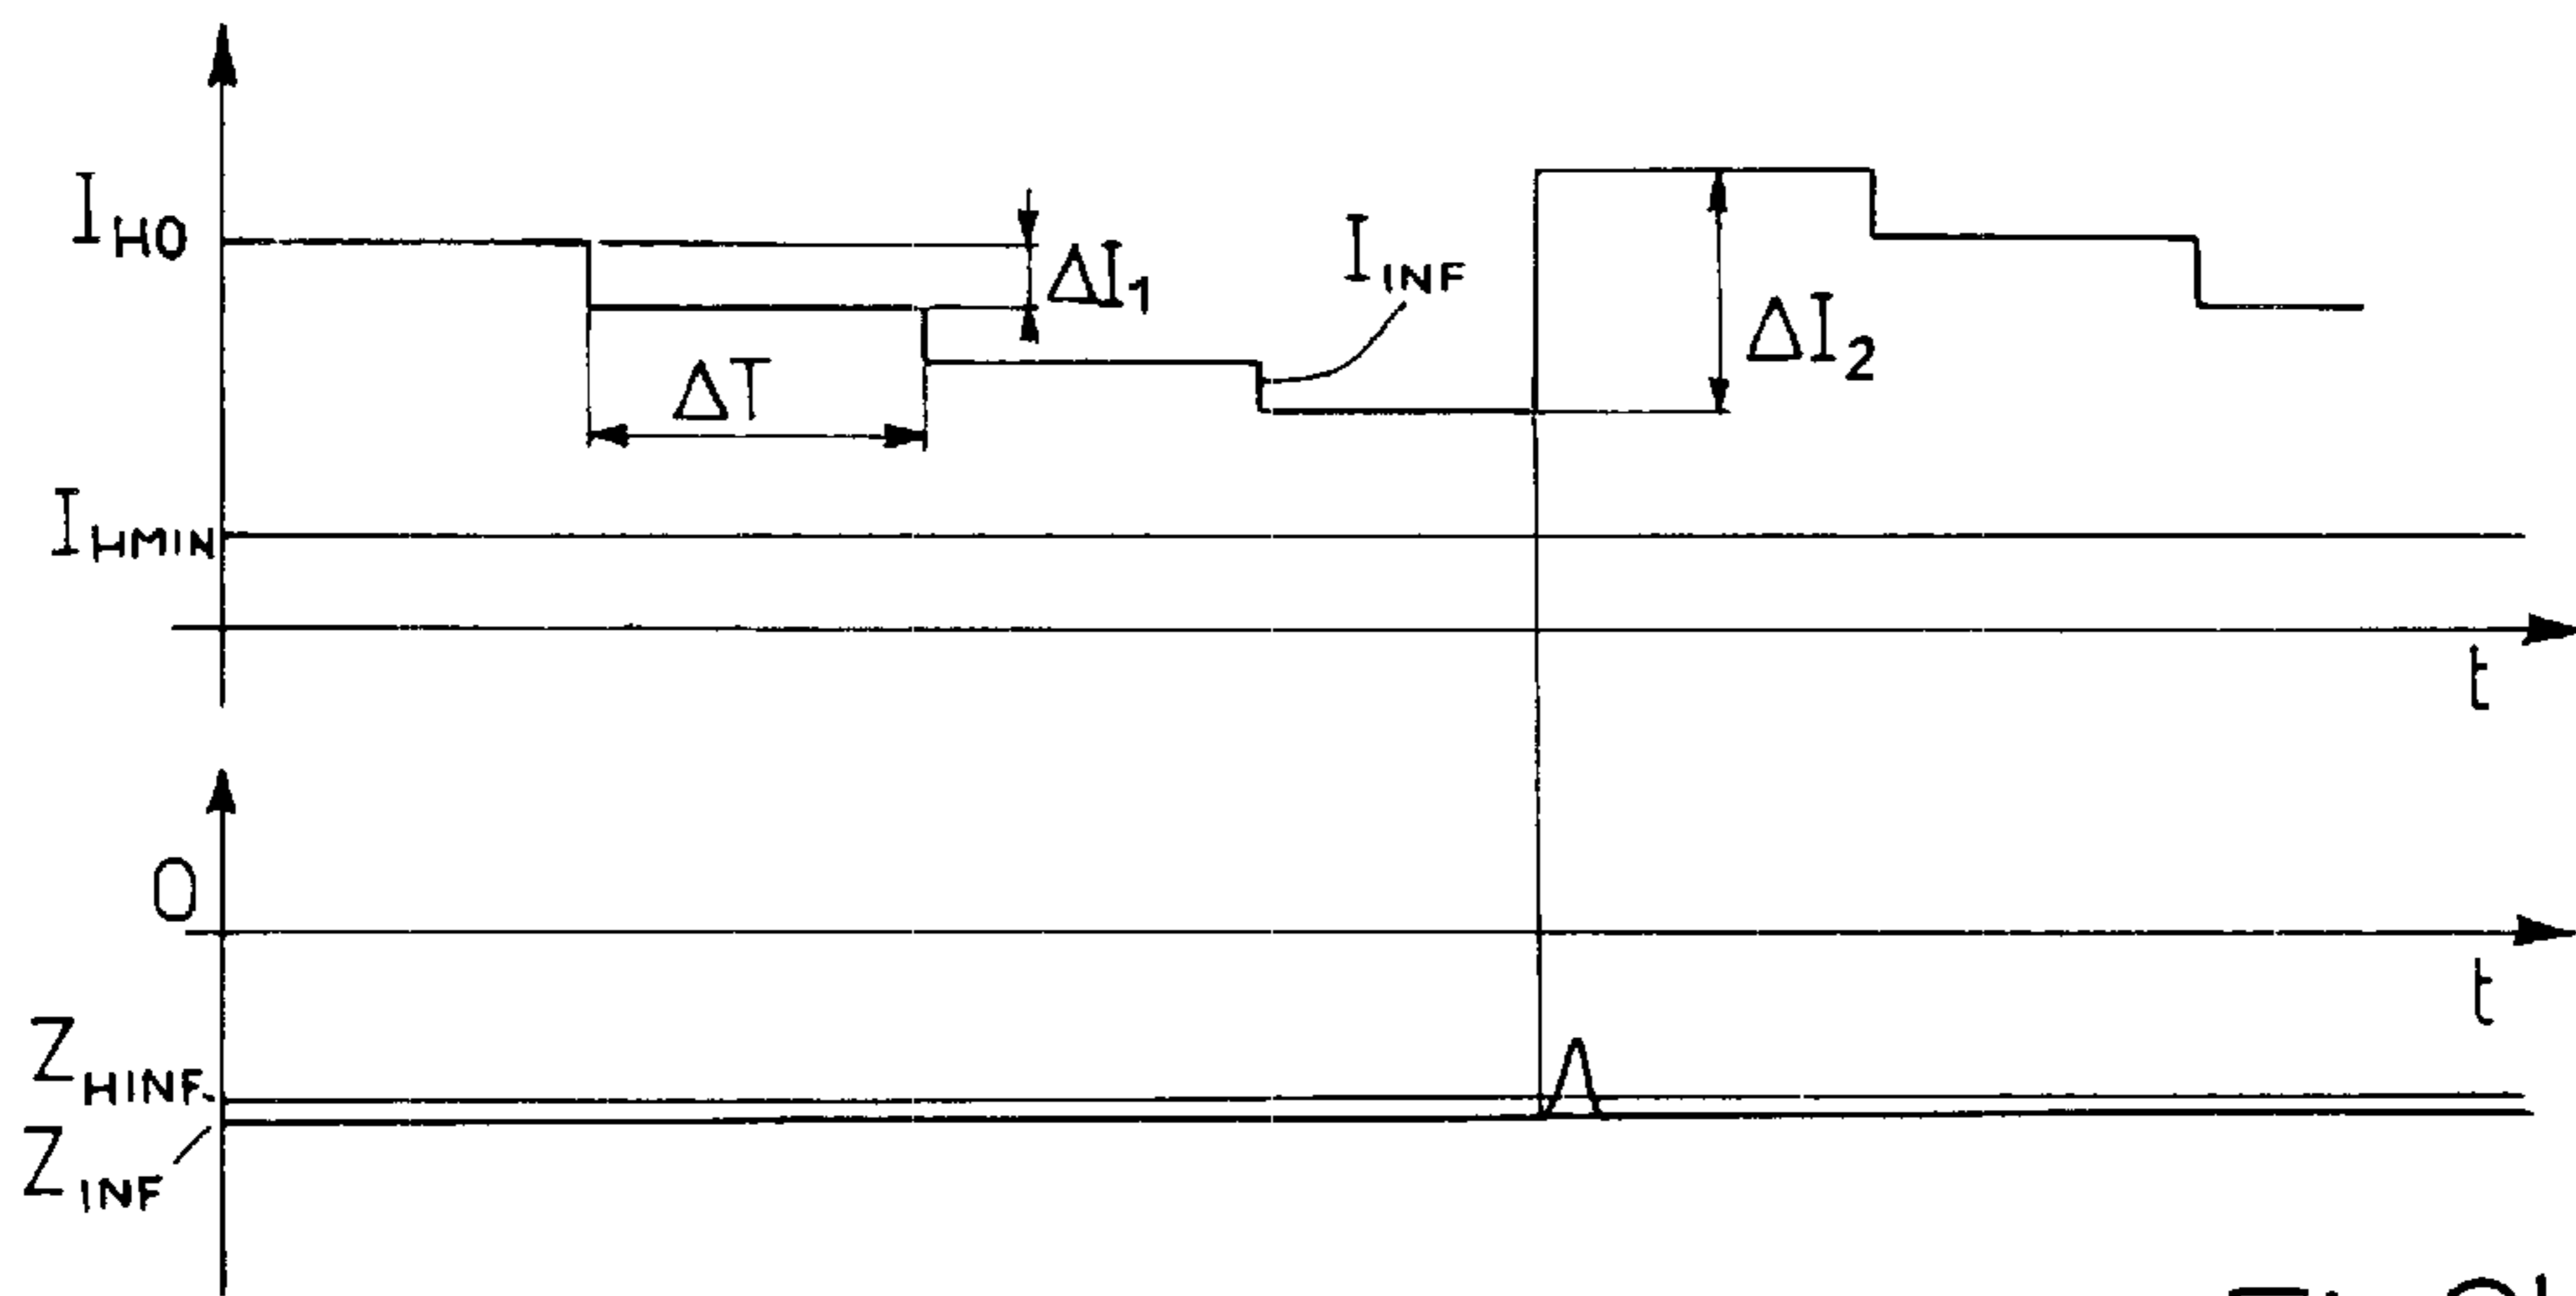 I_H0
ΔI_1
I_INF
ΔT
ΔI_2
I_HMIN
t
0
t
Z_HINF
Z_INF